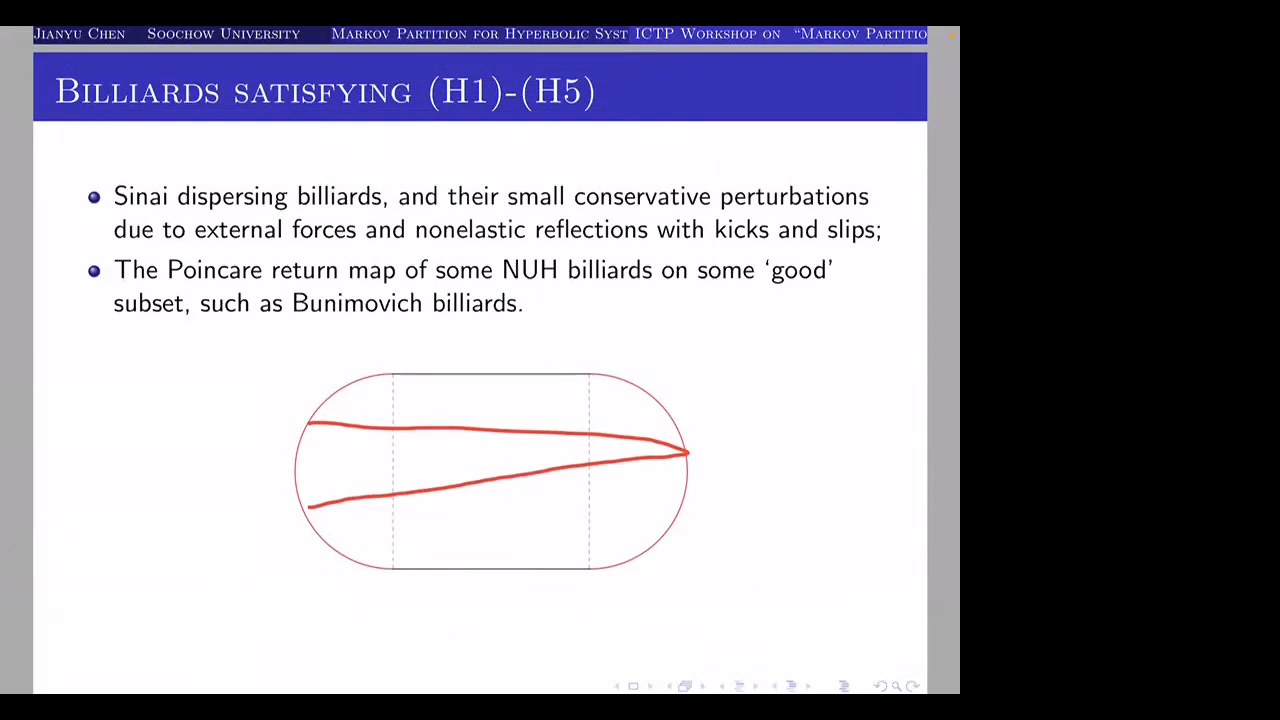 Jianyu Chen Soochow University Markov Partition for Hyperbolic Syst ICTP Workshop on “Markov Partitio
Billiards satisfying (H1)-(H5)
Sinai dispersing billiards, and their small conservative perturbations
due to external forces and nonelastic reflections with kicks and slips;
The Poincare return map of some NUH billiards on some ‘good’
subset, such as Bunimovich billiards.